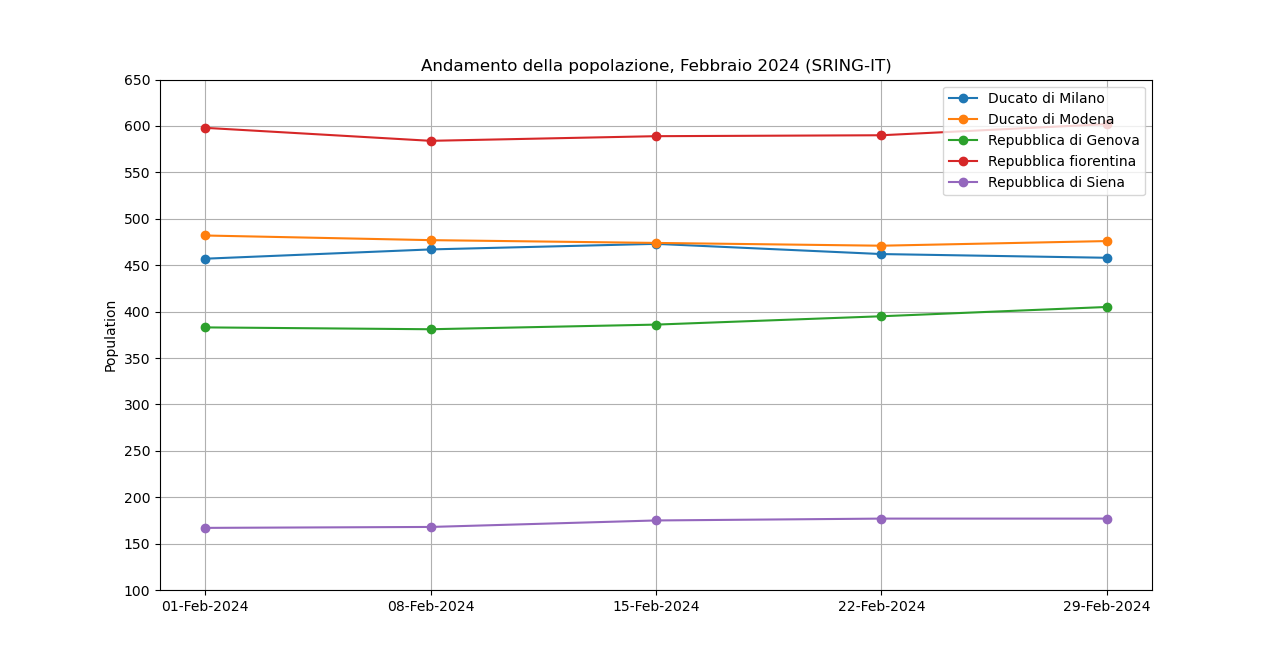 Andamento della popolazione, Febbraio 2024 (SRING-IT)
650
600
550
500
450
400
350
300
250
200
150
100
Population
Ducato di Milano
Ducato di Modena
Repubblica di Genova
Repubblica fiorentina
Repubblica di Siena
01-Feb-2024
08-Feb-2024
15-Feb-2024
22-Feb-2024
29-Feb-2024